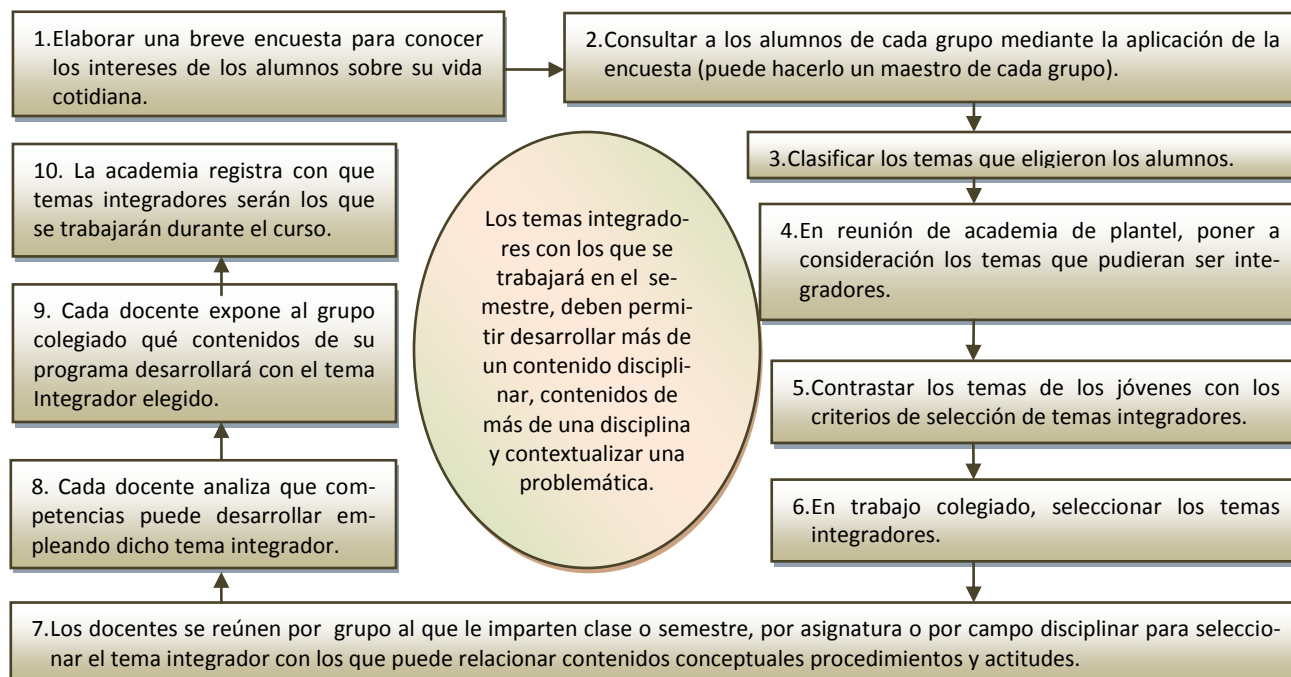 1.Elaborar una breve encuesta para conocer
los intereses de los alumnos sobre su vida
cotidiana.
2.Consultar a los alumnos de cada grupo mediante la aplicación de la
encuesta (puede hacerlo un maestro de cada grupo).
3.Clasificar los temas que eligieron los alumnos.
4.En reunión de academia de plantel, poner a
consideración los temas que pudieran ser inte-
gradores.
5.Contrastar los temas de los jóvenes con los
criterios de selección de temas integradores.
6.En trabajo colegiado, seleccionar los temas
integradores.
7.Los docentes se reúnen por grupo al que le imparten clase o semestre, por asignatura o por campo disciplinar para seleccio-
nar el tema integrador con los que puede relacionar contenidos conceptuales procedimientos y actitudes.
8. Cada docente analiza que com-
petencias puede desarrollar em-
pleando dicho tema integrador.
9. Cada docente expone al grupo
colegiado qué contenidos de su
programa desarrollará con el tema
Integrador elegido.
10. La academia registra con que
temas integradores serán los que
se trabajarán durante el curso.
Los temas integrado-
res con los que se
trabajará en el se-
mestre, deben permi-
tir desarrollar más de
un contenido discipli-
nar, contenidos de
más de una disciplina
y contextualizar una
problemática.